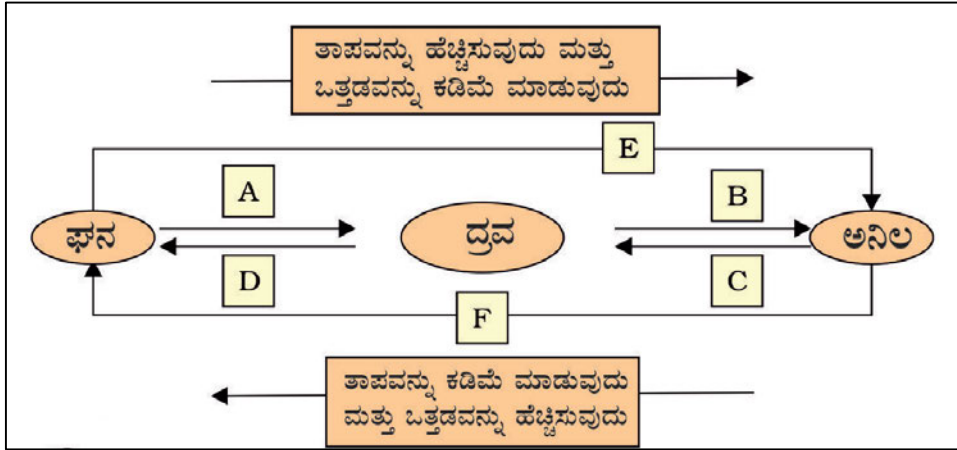 ತಾಪವನ್ನು ಹೆಚ್ಚಿಸುವುದು ಮತ್ತು
ಒತ್ತಡವನ್ನು ಕಡಿಮೆ ಮಾಡುವುದು
E
A
B
ಘನ
ದ್ರವ
ಅನಿಲ
D
C
F
ತಾಪವನ್ನು ಕಡಿಮೆ ಮಾಡುವುದು
ಮತ್ತು ಒತ್ತಡವನ್ನು ಹೆಚ್ಚಿಸುವುದು